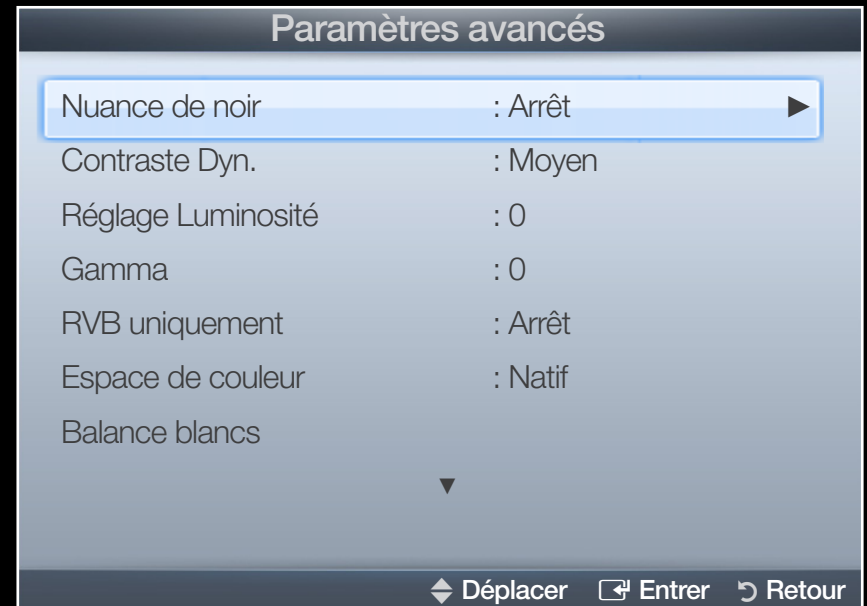 Paramètres avancés
Nuance de noir : Arrêt ►
Contraste Dyn. : Moyen
Réglage Luminosité : 0
Gamma : 0
RVB uniquement : Arrêt
Espace de couleur : Natif
Balance blancs
▼
Déplacer Entrer Retour